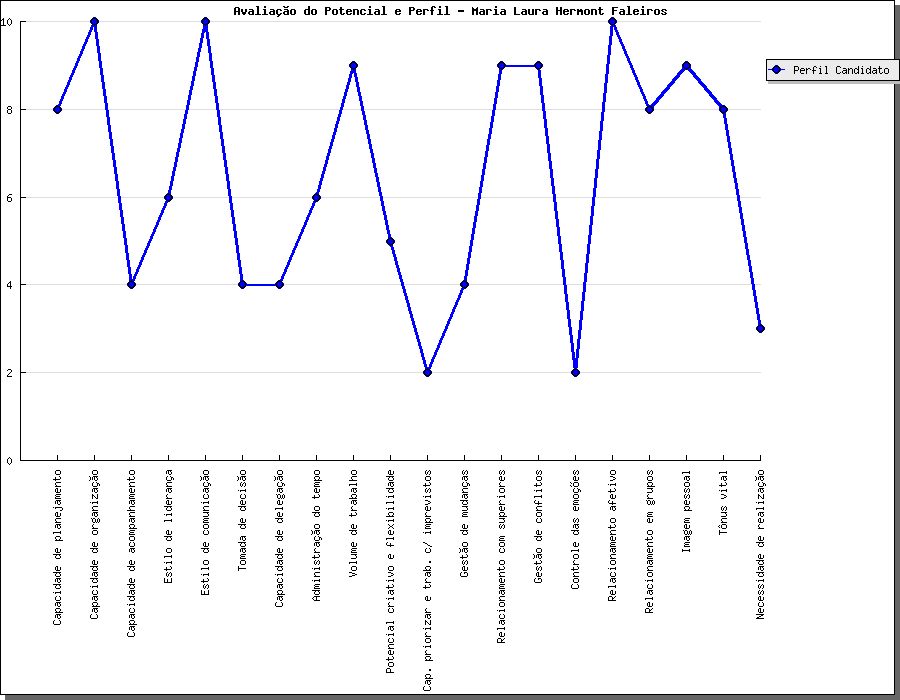 Avaliação do Potencial e Perfil - Maria Laura Hermont Faleiros
10
8
6
4
2
0
Perfil Candidato
Capacidade de planejamento
Capacidade de organização
Capacidade de acompanhamento
Estilo de liderança
Estilo de comunicação
Tomada de decisão
Capacidade de delegação
Administração do tempo
Volume de trabalho
Potencial criativo e flexibilidade
Cap. priorizar e trab. c/ imprevistos
Gestão de mudanças
Relacionamento com superiores
Gestão de conflitos
Controle das emoções
Relacionamento afetivo
Relacionamento em grupos
Imagem pessoal
Tônus vital
Necessidade de realização